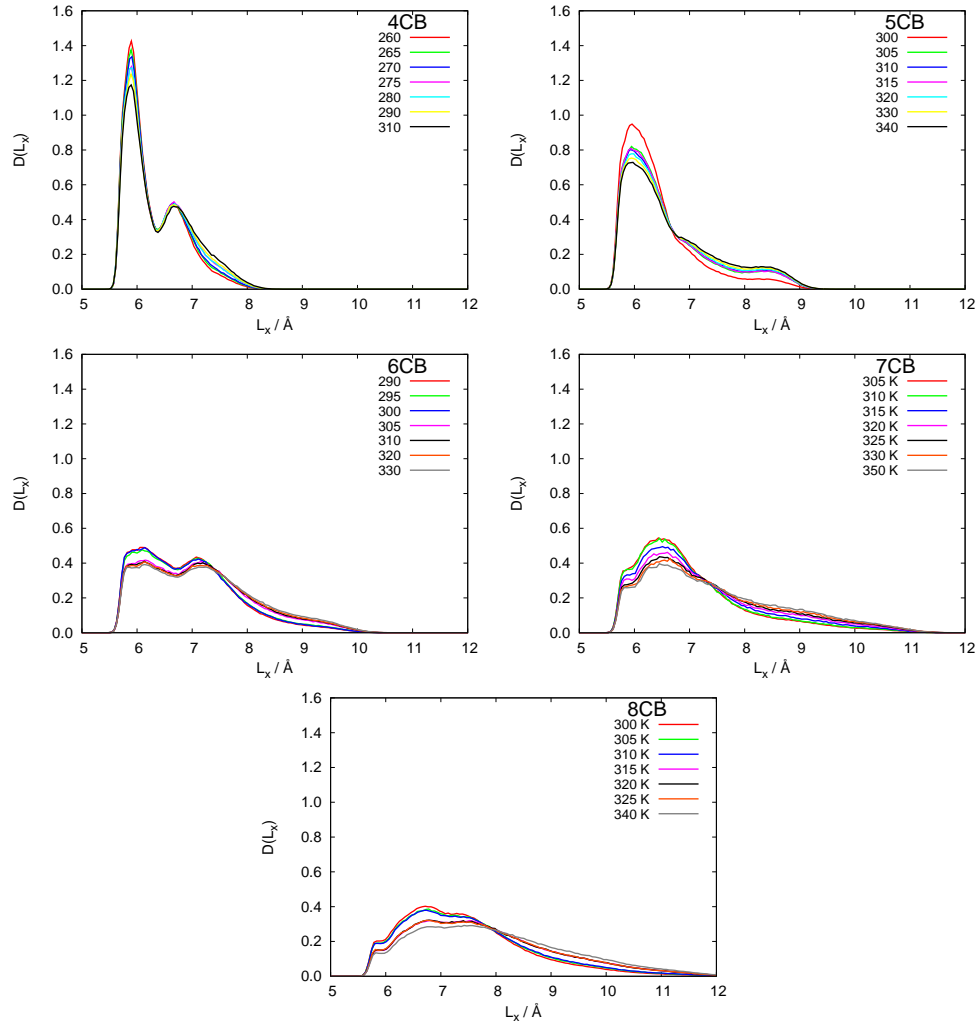 4CB
260
265
270
275
280
290
310
1.6
1.4
1.2
1.0
0.8
0.6
0.4
0.2
0.0
D(Lx)
5 6 7 8 9 10 11 12
Lx / Å
5CB
300
305
310
315
320
330
340
1.6
1.4
1.2
1.0
0.8
0.6
0.4
0.2
0.0
D(Lx)
5 6 7 8 9 10 11 12
Lx / Å
6CB
290
295
300
305
310
320
330
1.6
1.4
1.2
1.0
0.8
0.6
0.4
0.2
0.0
D(Lx)
5 6 7 8 9 10 11 12
Lx / Å
7CB
305 K
310 K
315 K
320 K
325 K
330 K
350 K
1.6
1.4
1.2
1.0
0.8
0.6
0.4
0.2
0.0
D(Lx)
5 6 7 8 9 10 11 12
Lx / Å
8CB
300 K
305 K
310 K
315 K
320 K
325 K
340 K
1.6
1.4
1.2
1.0
0.8
0.6
0.4
0.2
0.0
D(Lx)
5 6 7 8 9 10 11 12
Lx / Å